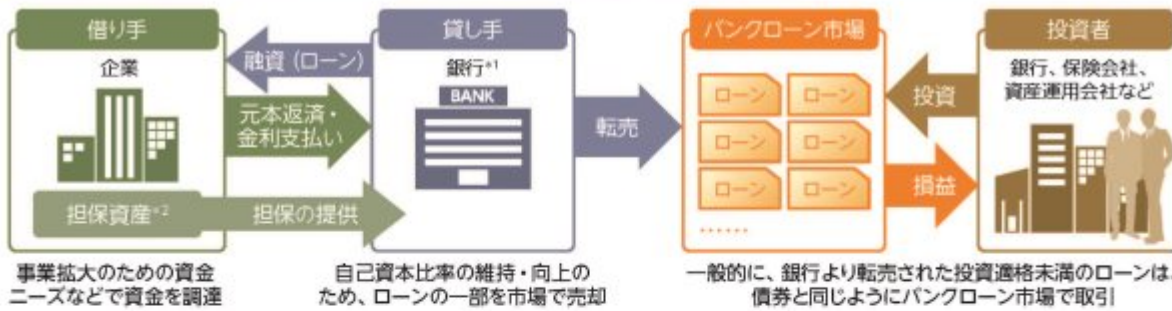 借り手
企業
担保資産*2
融資（ローン）
元本返済・
金利支払い
担保の提供
貸し手
銀行*1
BANK
転売
バンクローン市場
ローン ローン
ローン ローン
ローン ローン
……
投資
損益
投資者
銀行、保険会社、
資産運用会社など
事業拡大のための資金
ニーズなどで資金を調達
自己資本比率の維持・向上の
ため、ローンの一部を市場で売却
一般的に、銀行より転売された投資適格未満のローンは、
債券と同じようにバンクローン市場で取引